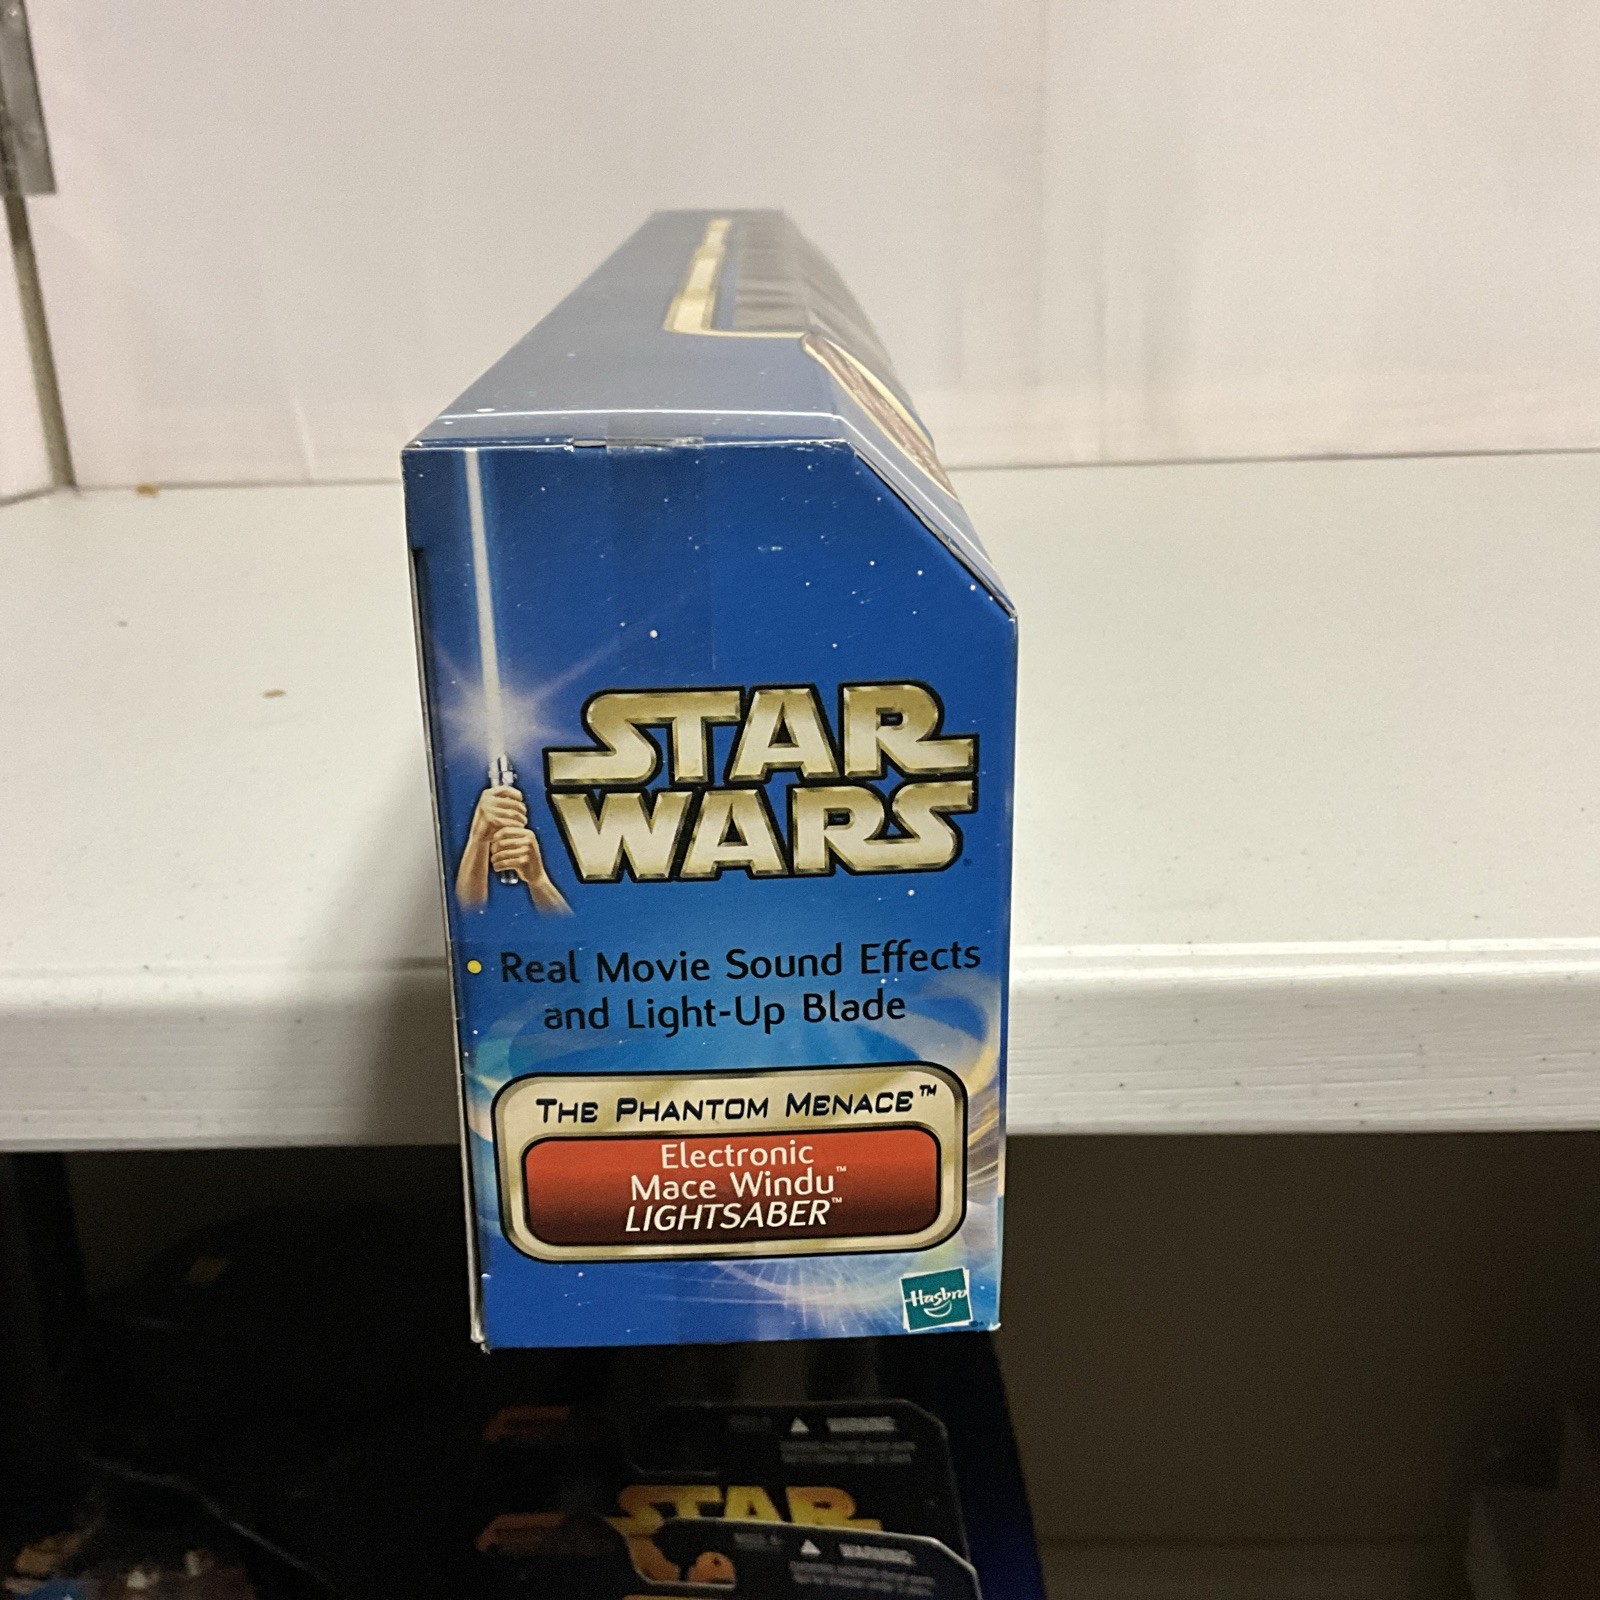 STAR
WARS
Real Movie Sound Effects
and Light-Up Blade
THE PHANTOM MENACE™
Electronic
Mace Windu™
LIGHTSABER™
Hasbro
WARNING:
STAR
WARNING: